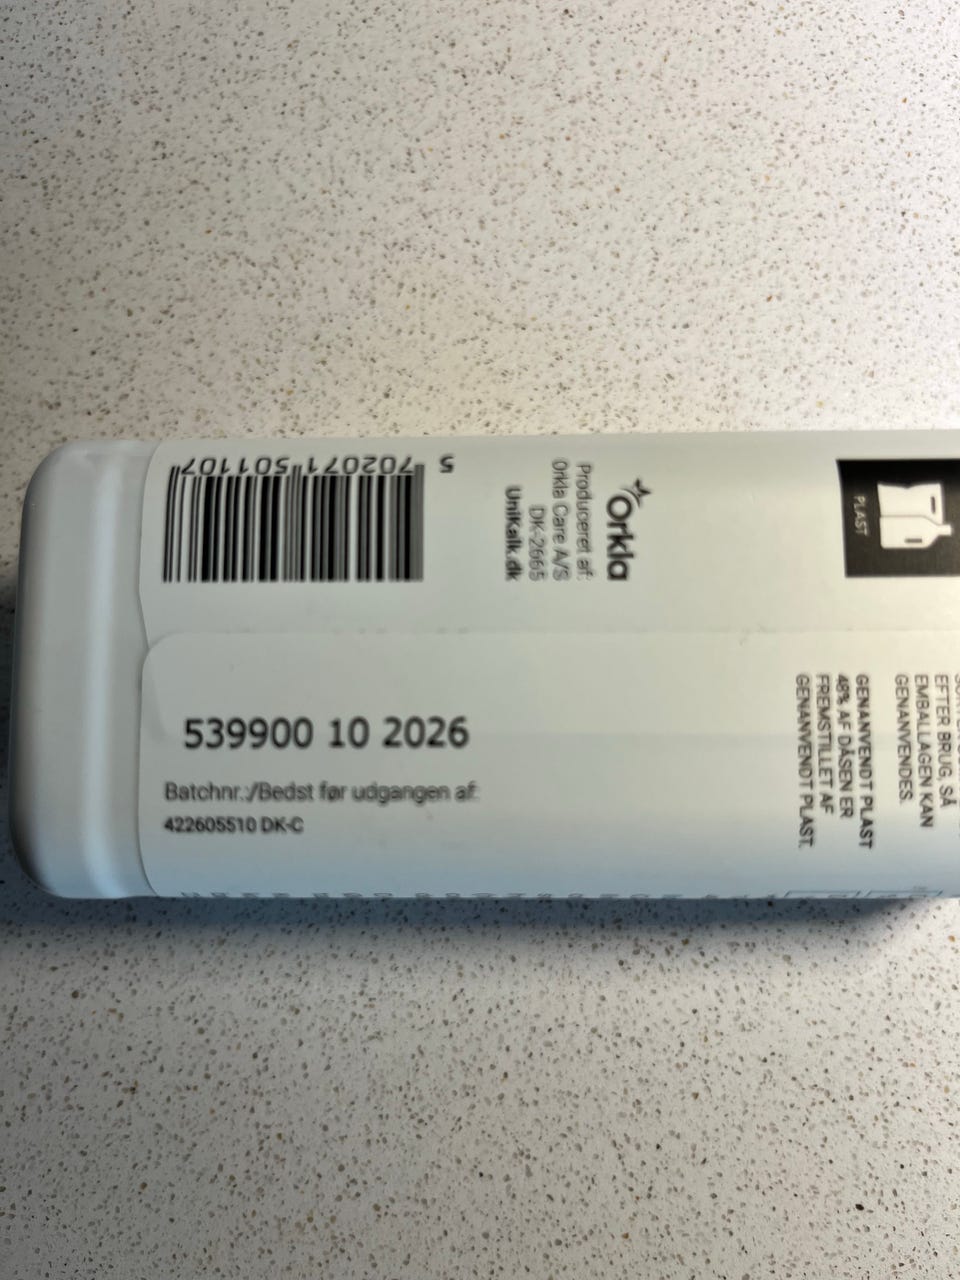 5 702071 501107
Orkla
Produceret af:
Orkla Care A/S
DK-2665
UniKalk.dk
PLAST
539900 10 2026
Batchnr.:/Bedst før udgangen af:
422605510 DK-C
EFTER BRUG, SÅ
EMBALLAGEN KAN
GENANVENDES.
GENANVENDT PLAST
48% AF DÅSEN ER
FREMSTILLET AF
GENANVENDT PLAST.